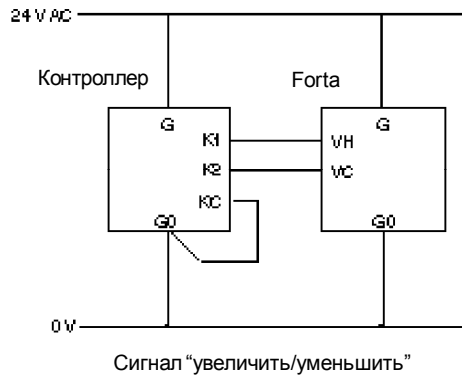 24 V AC
Контроллер
Forta
G
G
K1
VH
K2
VC
KC
G0
G0
0 V
Сигнал “увеличить/уменьшить”